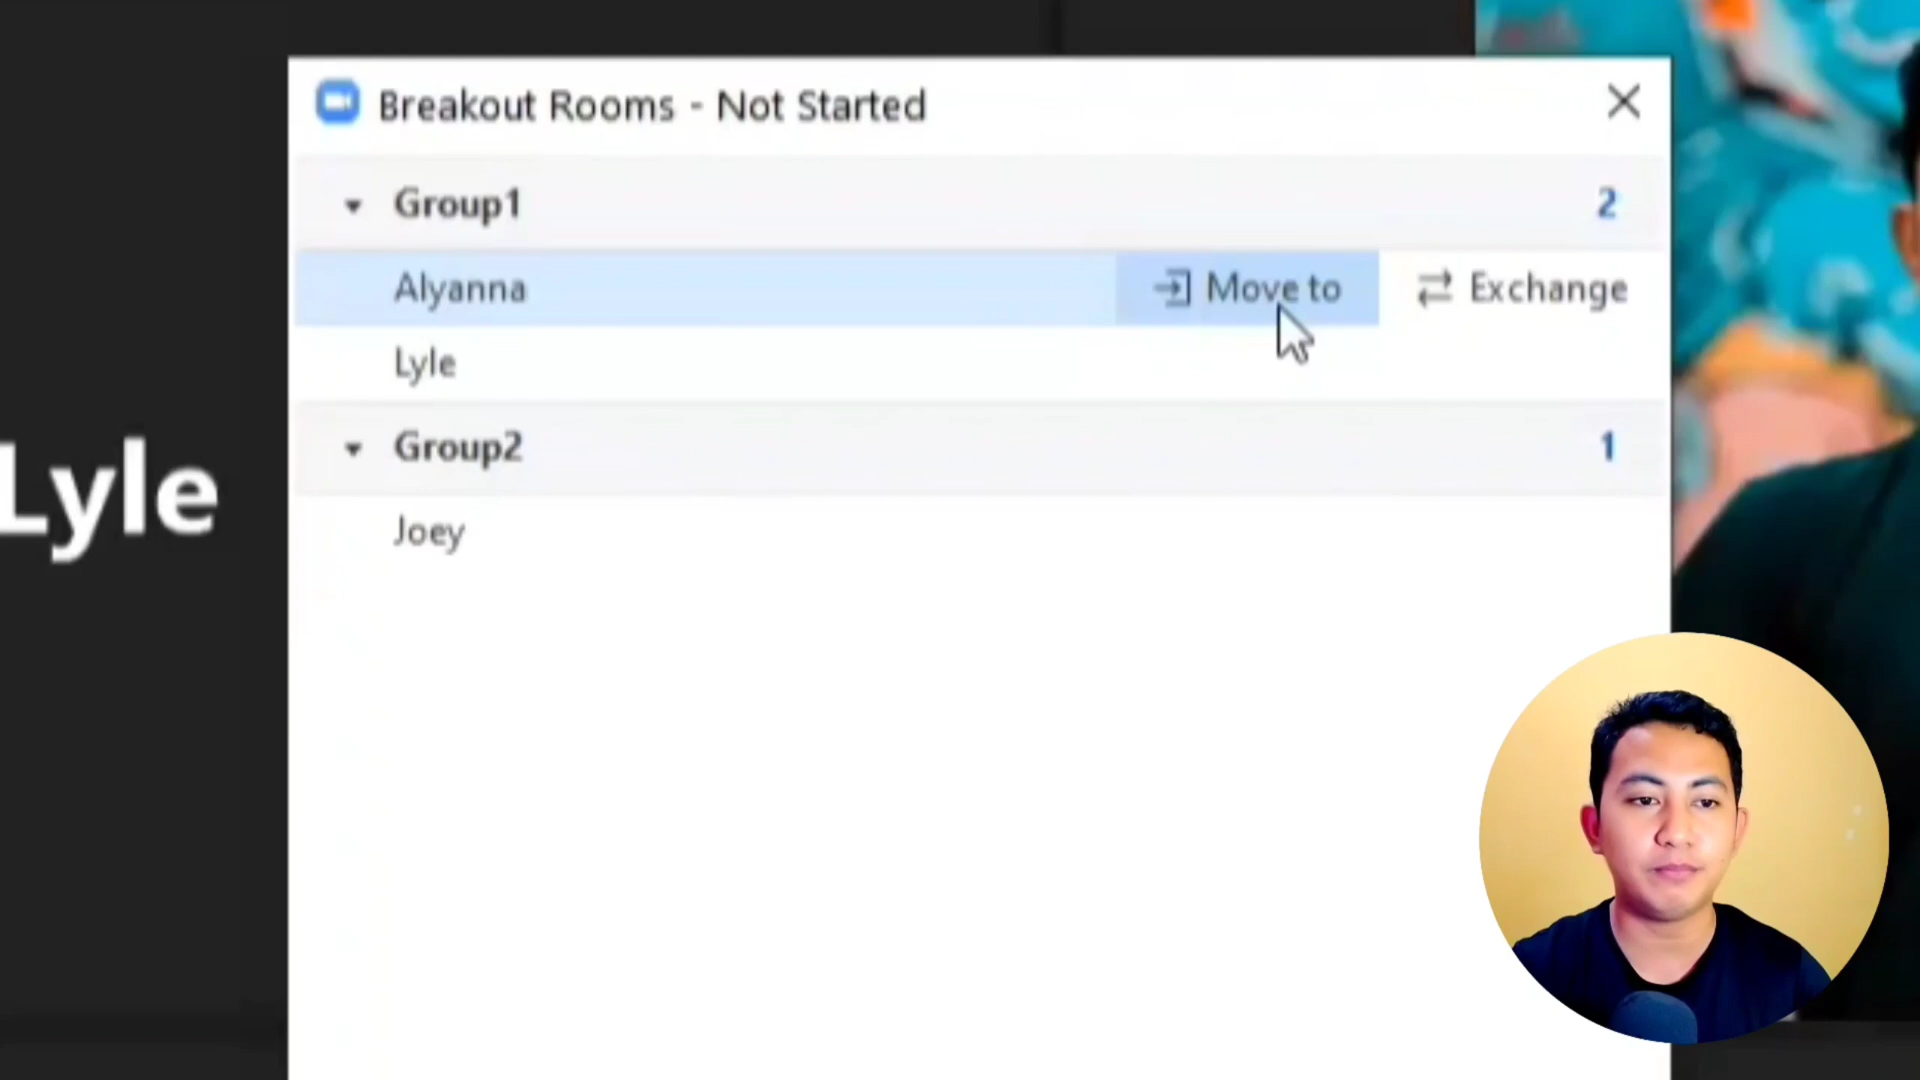 Breakout Rooms - Not Started
Group1 2
Alyanna Move to Exchange
Lyle
Group2 1
Joey
Lyle